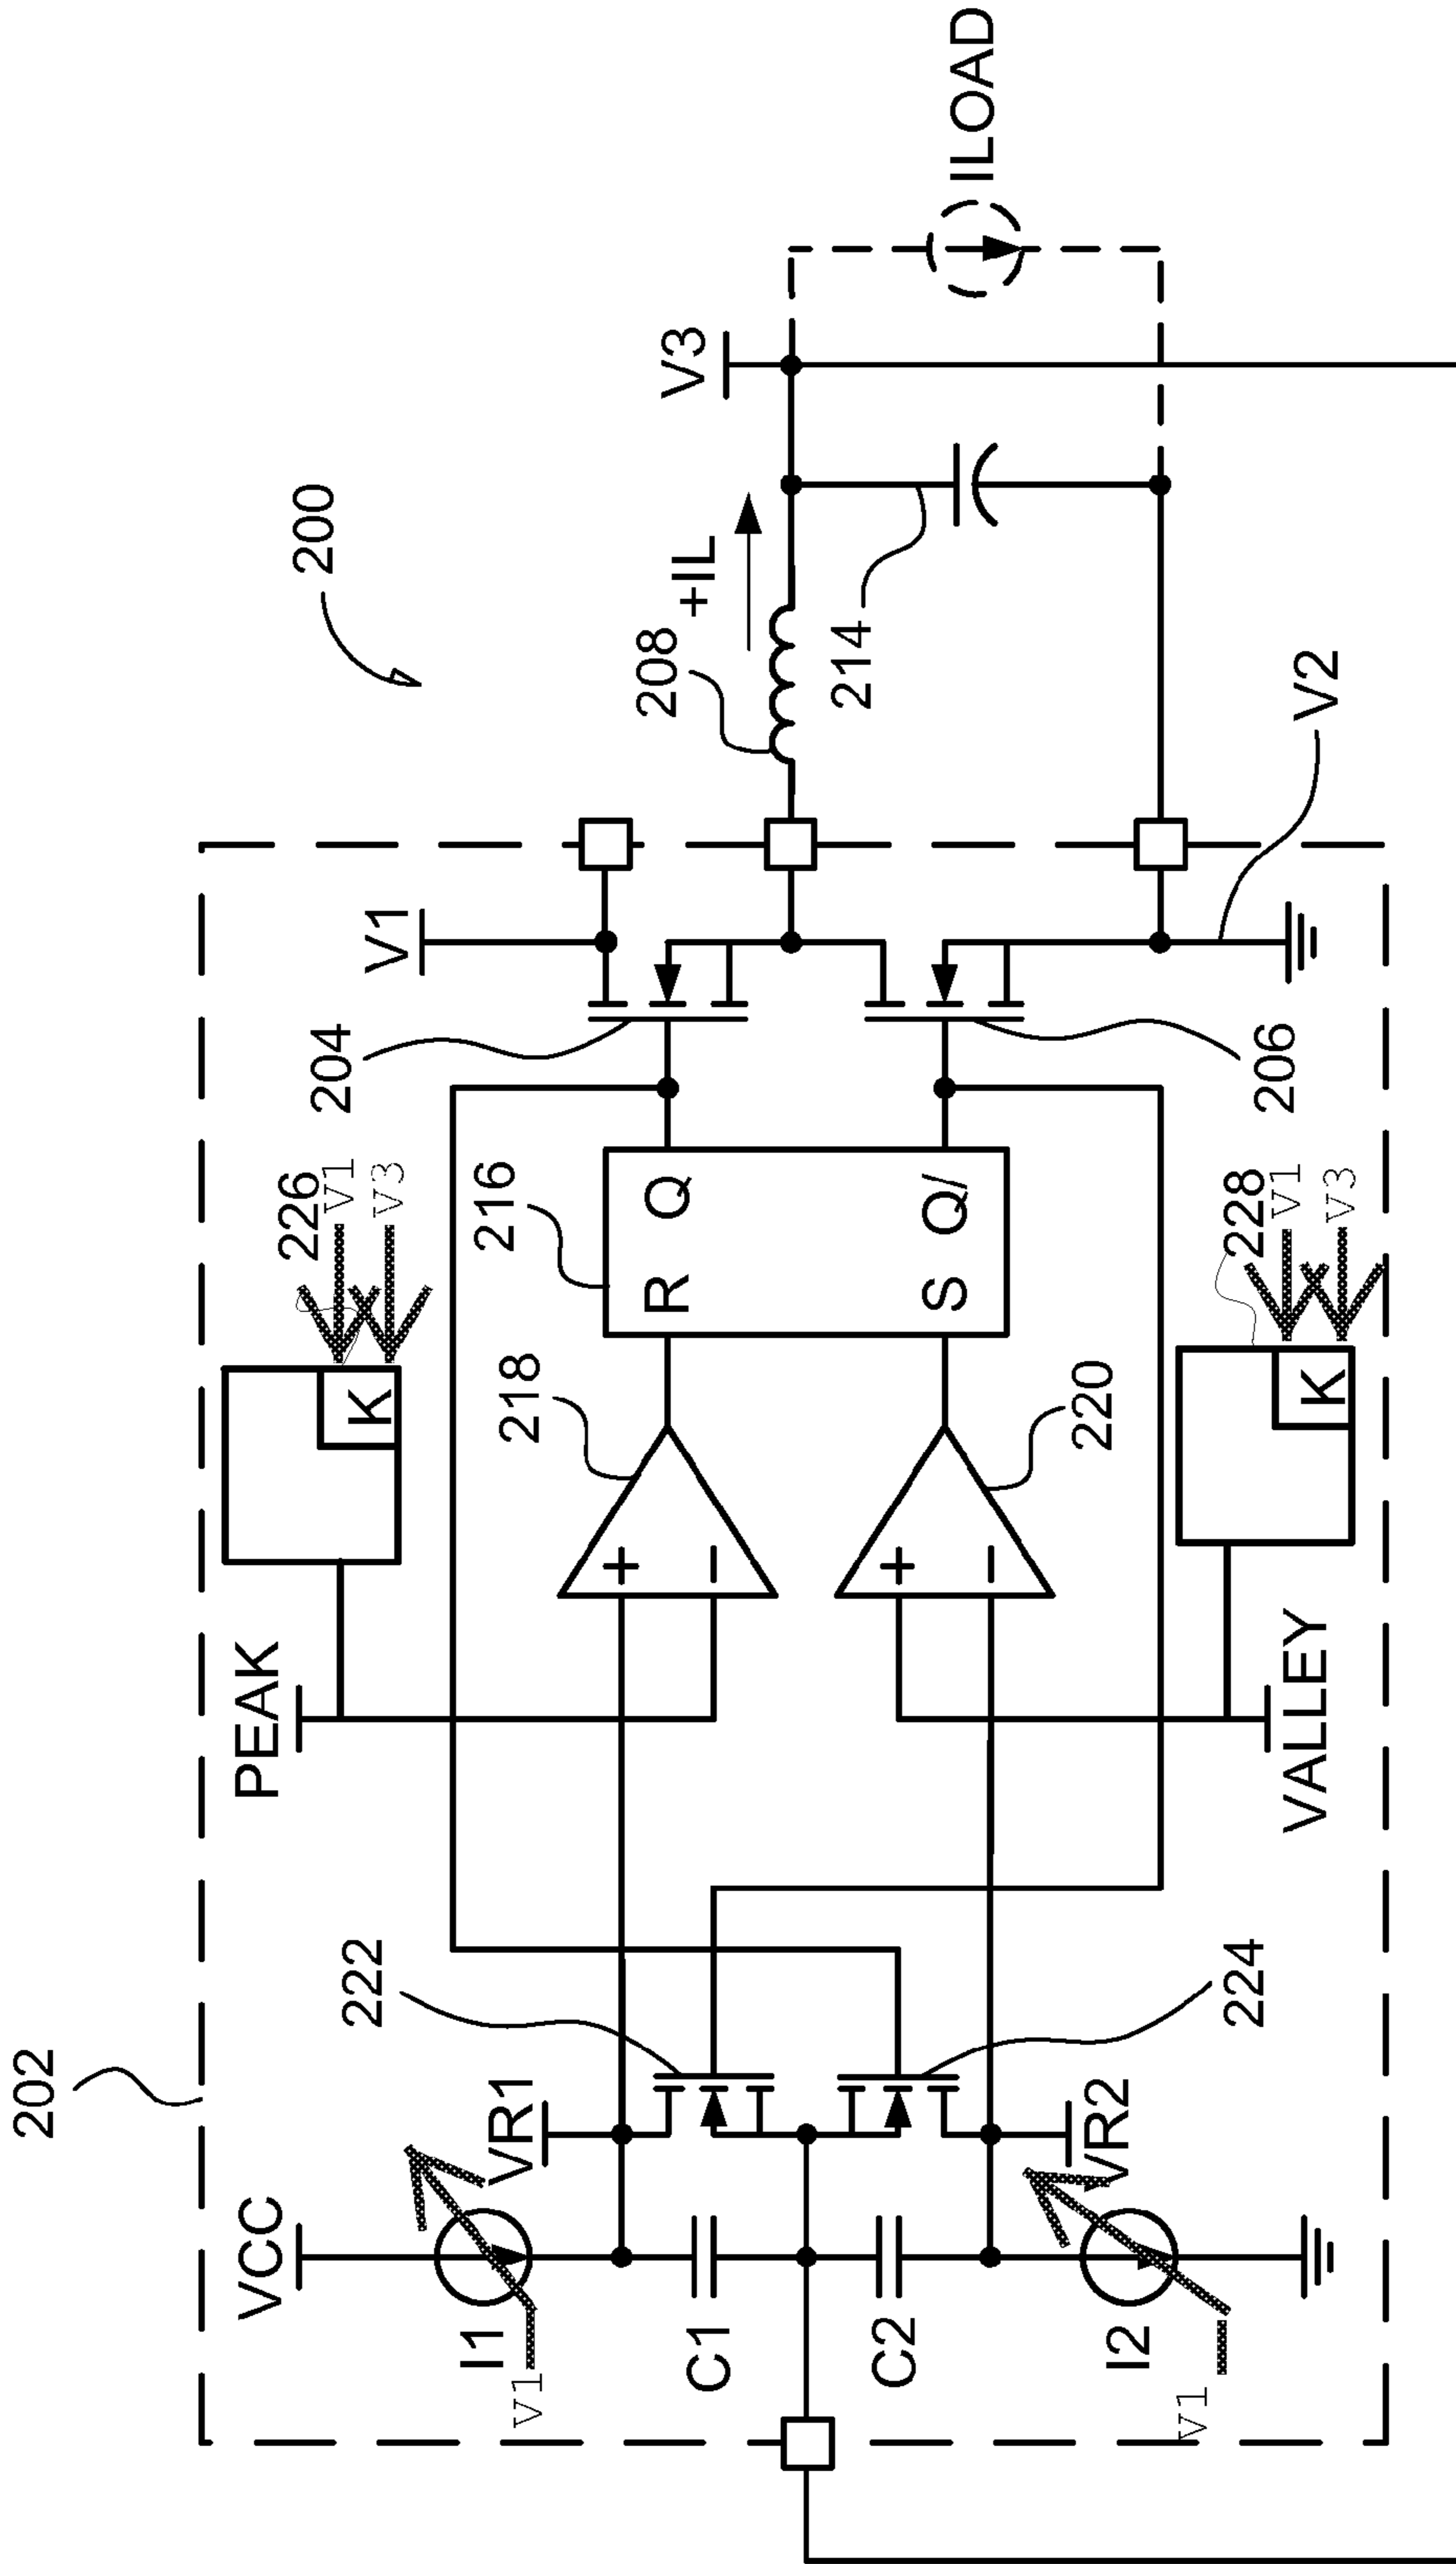 200
202
VCC
I1
V1
VR1
222
PEAK
226
V1
V3
K
218
+
−
R
Q
216
204
V1
208
+IL
V3
ILOAD
C1
C2
214
I2
V1
VR2
224
VALLEY
228
V1
V3
K
220
+
−
S
Q/
206
V2